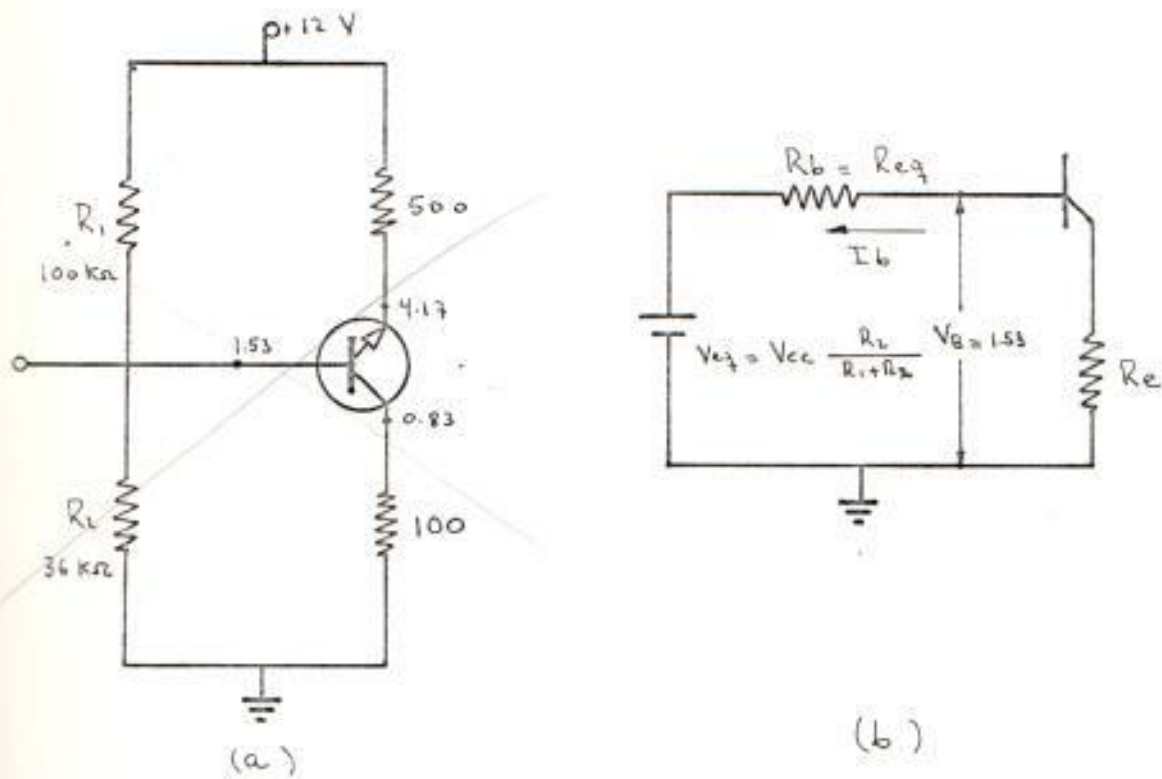 +12 V
R1
100 KΩ
500
4.17
1.53
0.83
R2
36 KΩ
100
(a)
Rb = Req
Ib
Veq = Vcc R2 / R1+R2
VB = 1.53
Re
(b)